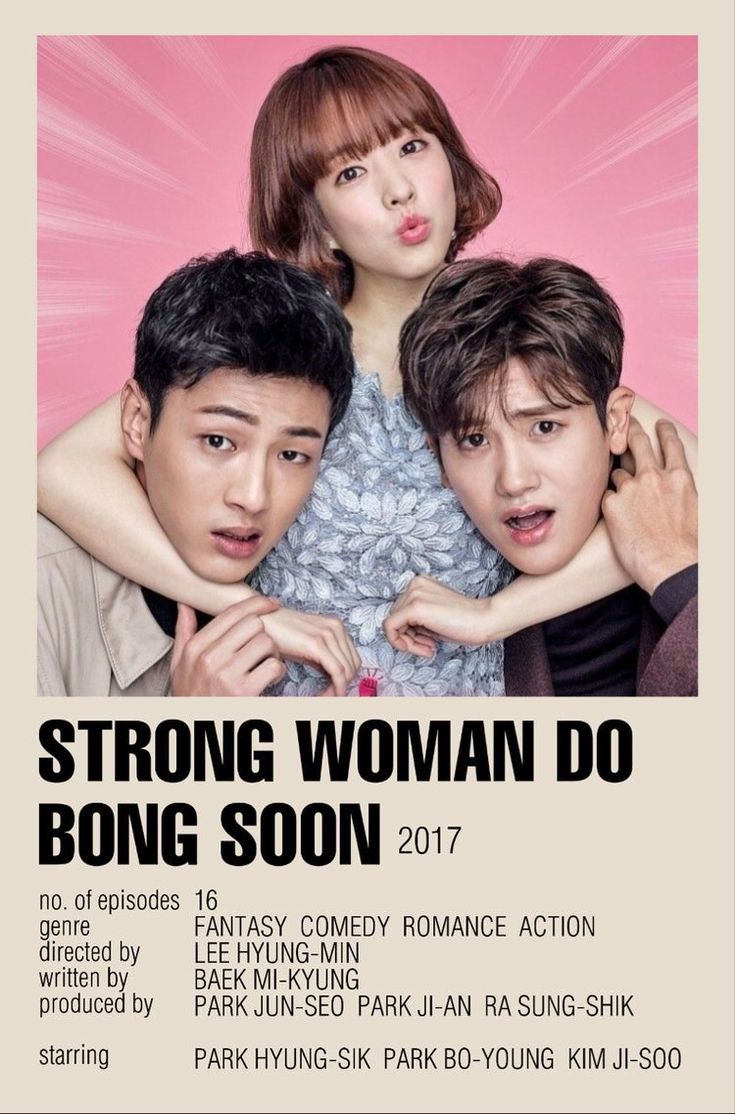 STRONG WOMAN DO
BONG SOON 2017
no. of episodes 16
genre FANTASY COMEDY ROMANCE ACTION
directed by LEE HYUNG-MIN
written by BAEK MI-KYUNG
produced by PARK JUN-SEO PARK JI-AN RA SUNG-SHIK
starring PARK HYUNG-SIK PARK BO-YOUNG KIM JI-SOO